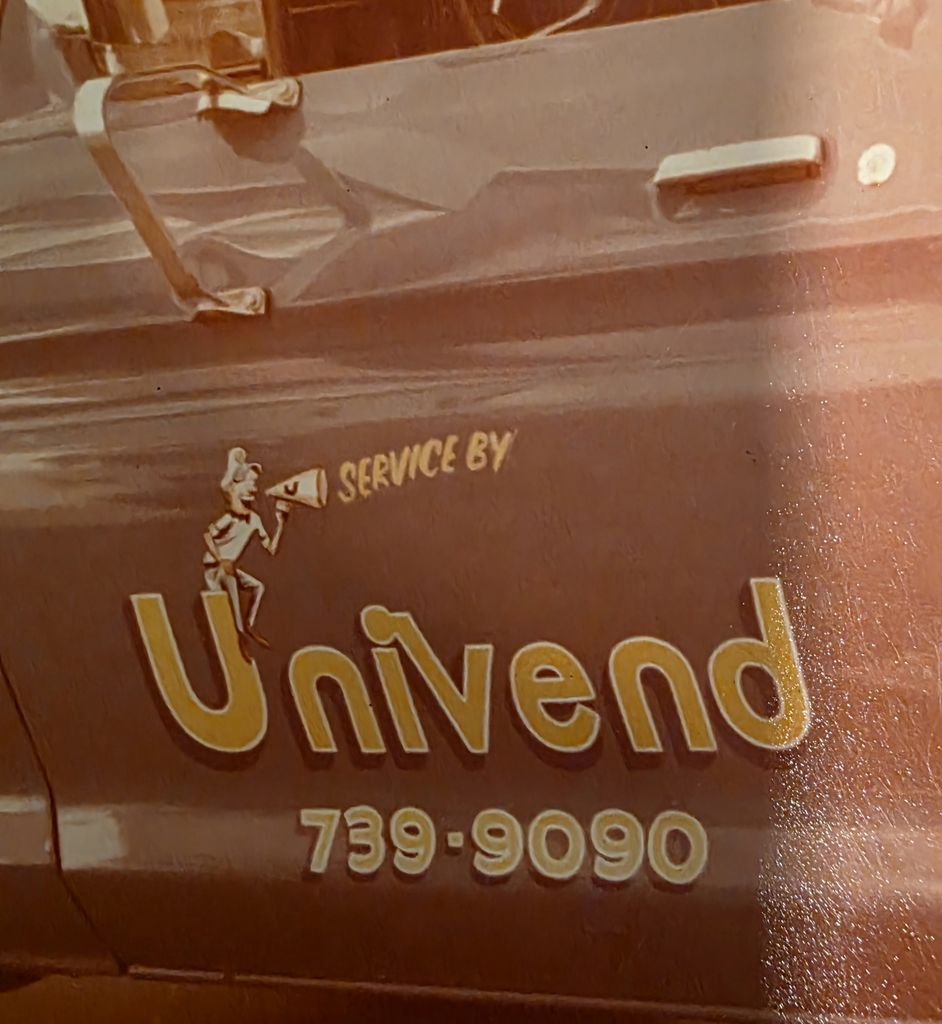 U
SERVICE BY
Univend
739-9090